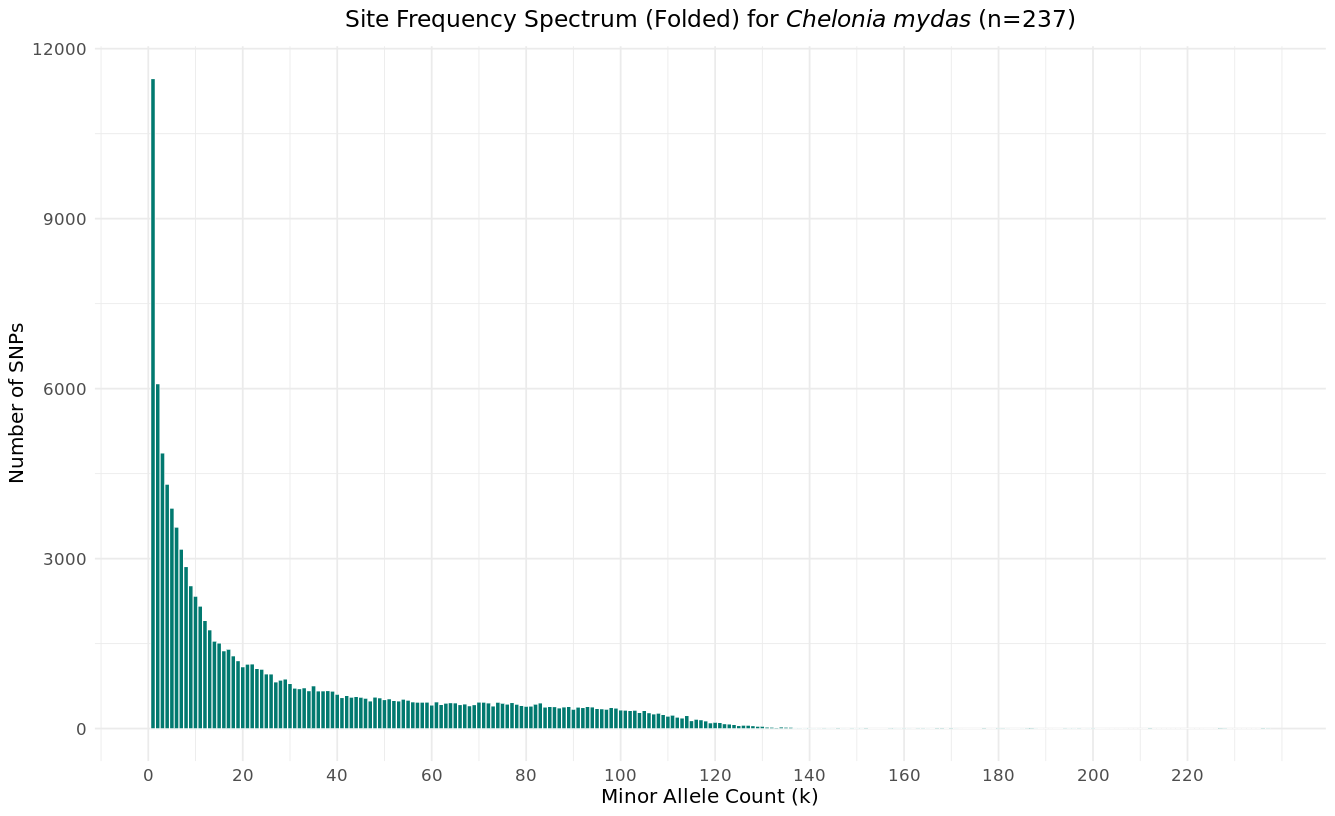 Site Frequency Spectrum (Folded) for Chelonia mydas (n=237)
Number of SNPs
12000
9000
6000
3000
0
0 20 40 60 80 100 120 140 160 180 200 220
Minor Allele Count (k)